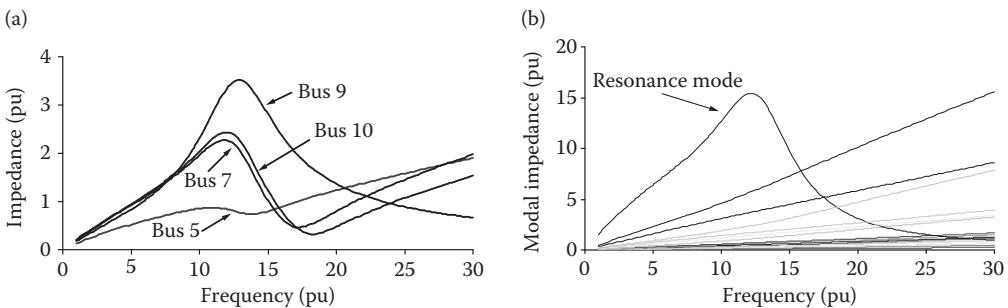 (a)
4
3
2
1
0
Impedance (pu)
Bus 9
Bus 10
Bus 7
Bus 5
0 5 10 15 20 25 30
Frequency (pu)
(b)
20
15
10
5
0
Modal impedance (pu)
Resonance mode
0 5 10 15 20 25 30
Frequency (pu)